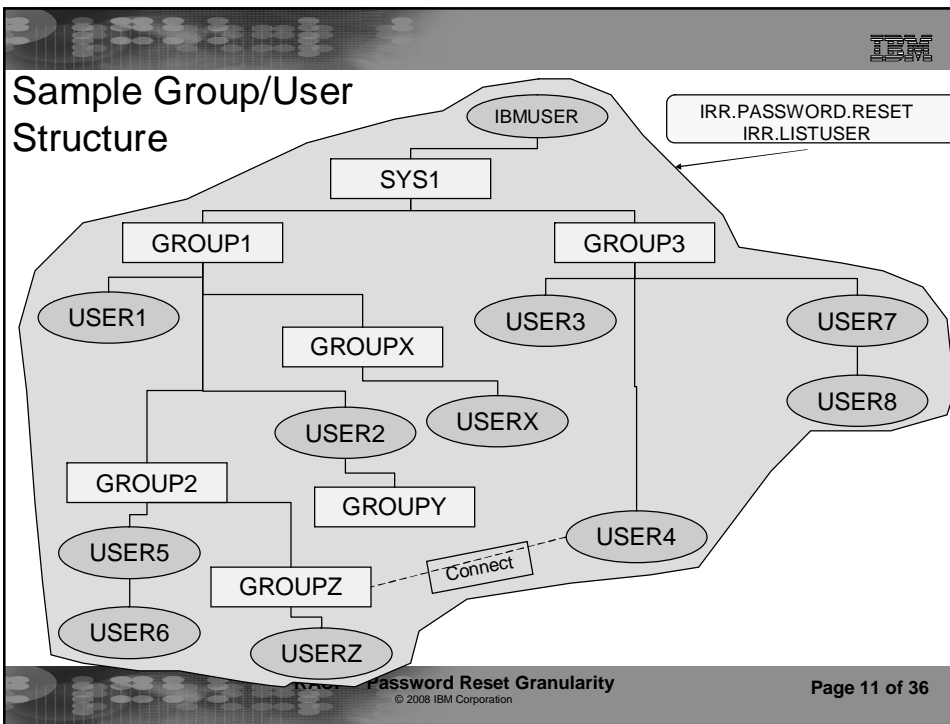 IBM
Sample Group/User
Structure
IBMUSER
IRR.PASSWORD.RESET
IRR.LISTUSER
SYS1
GROUP1
GROUP3
USER1
USER3
USER7
GROUPX
USER8
USER2
USERX
GROUP2
GROUPY
USER5
USER4
Connect
GROUPZ
USER6
USERZ
Password Reset Granularity
© 2008 IBM Corporation
Page 11 of 36